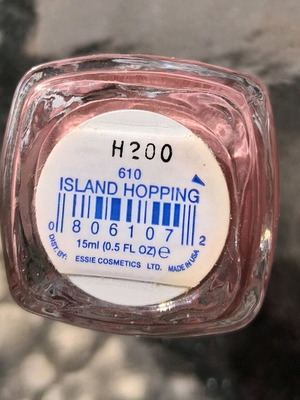 H200
610
ISLAND HOPPING
0 806107 2
15ml (0.5 FL OZ) e
DIST. BY: ESSIE COSMETICS LTD. MADE IN USA